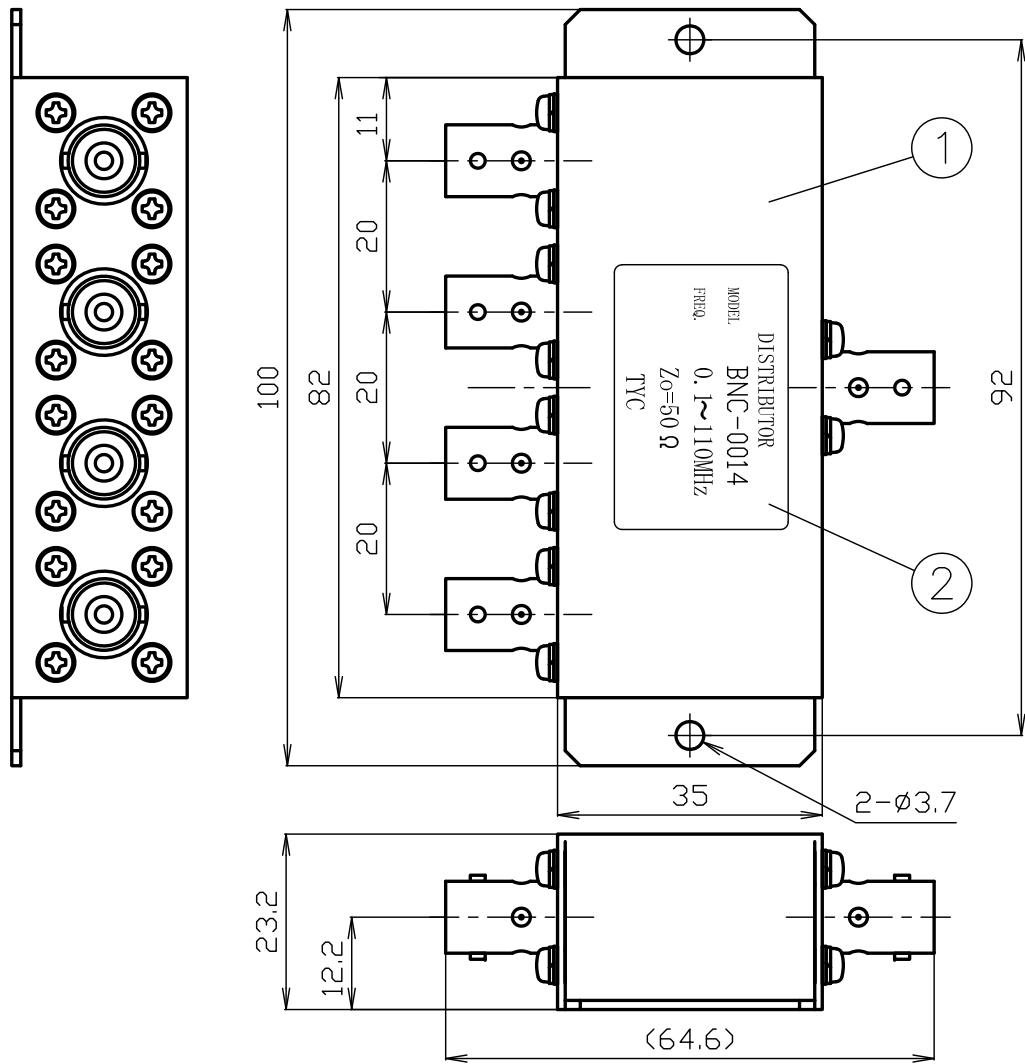 11
20
20
20
82
100
92
1
2
DISTRIBUTOR
MODEL BNC-0014
FREQ. 0.1~110MHz
Zo=50Ω
TYC
35
2-ø3.7
23.2
12.2
(64.6)